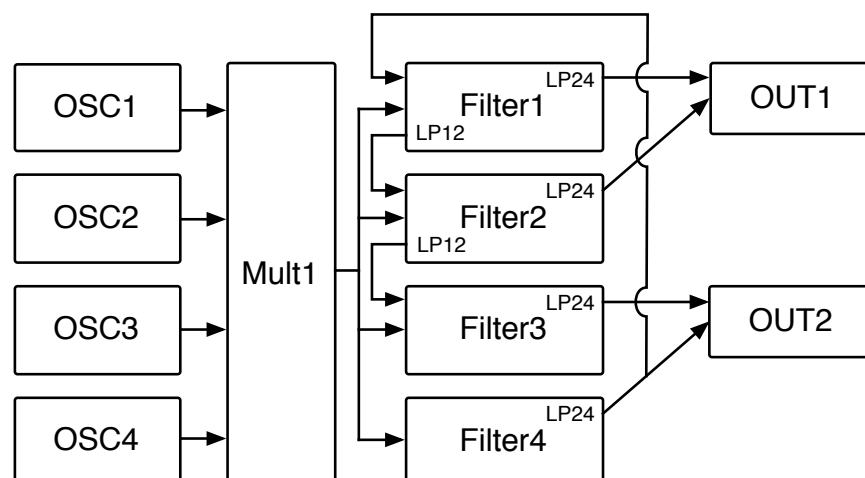 OSC1
OSC2
OSC3
OSC4
Mult1
LP24
Filter1
LP12
LP24
Filter2
LP12
LP24
Filter3
LP24
Filter4
OUT1
OUT2